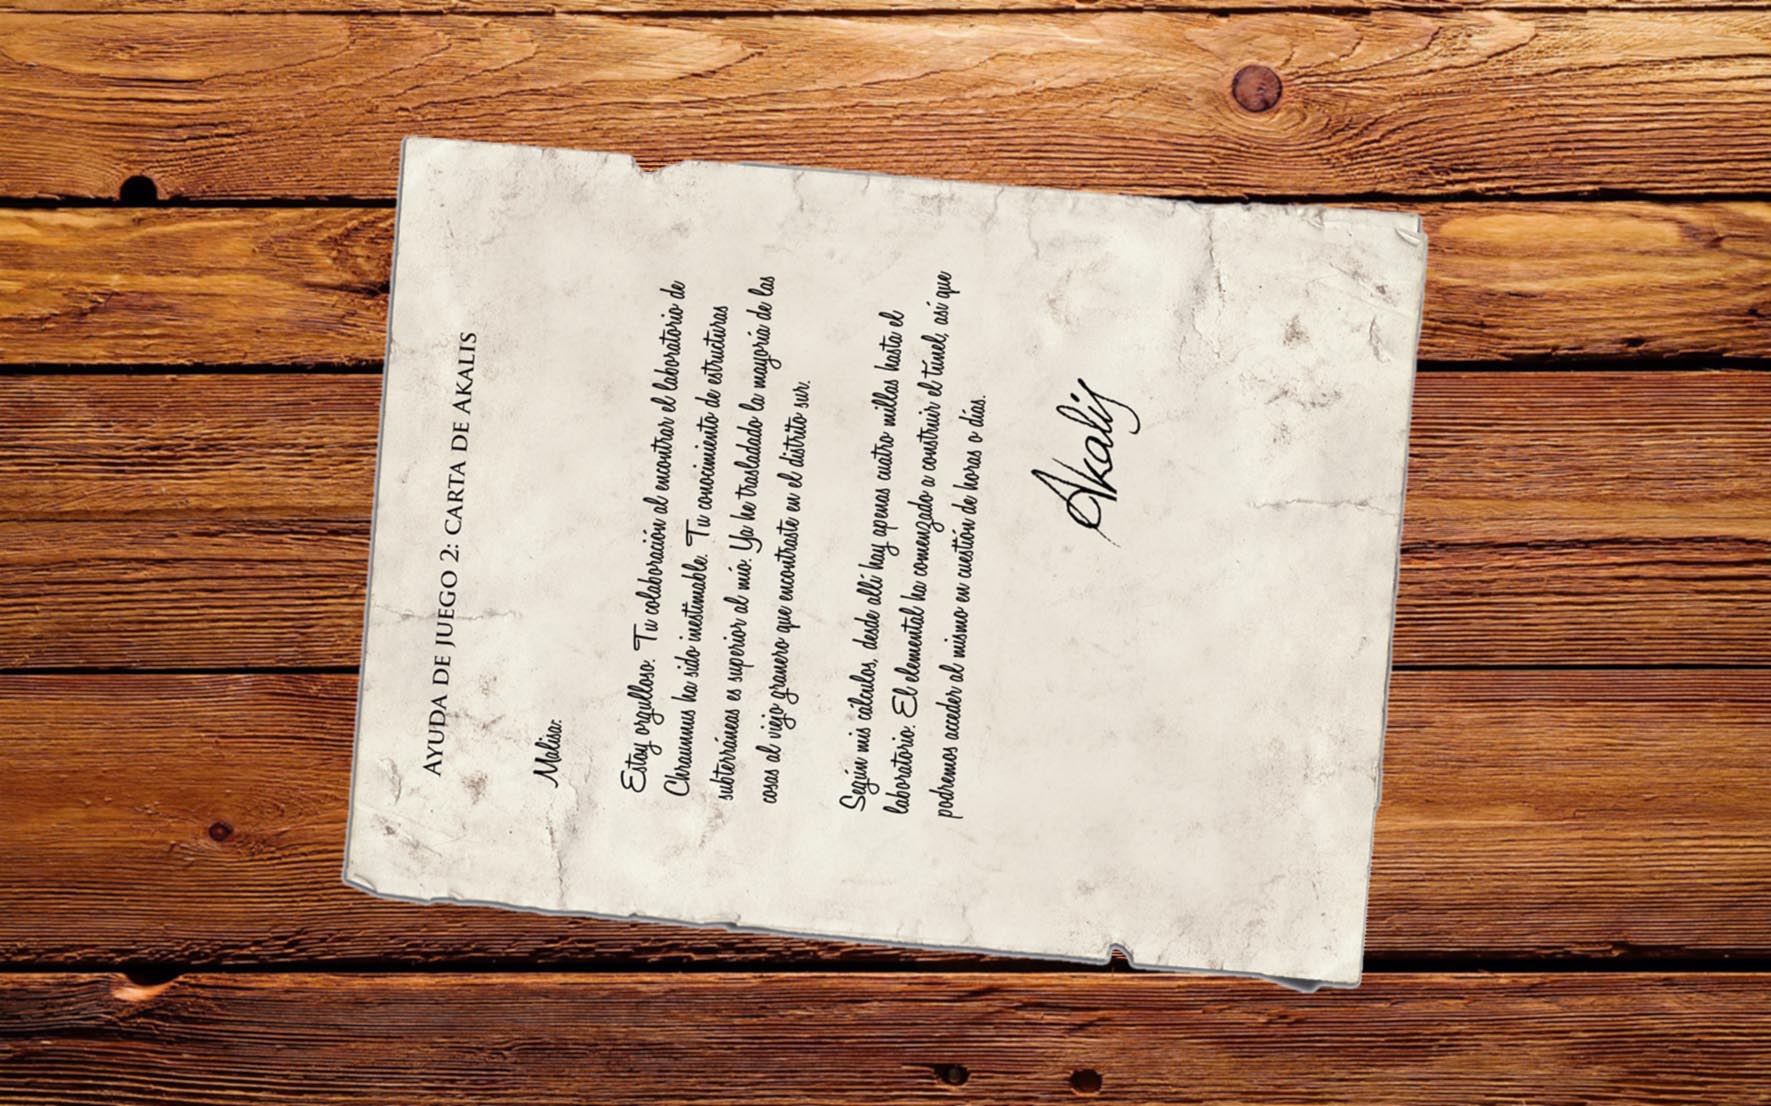 AYUDA DE JUEGO 2: CARTA DE AKALIS
Malisa:
Estoy orgulloso. Tu colaboración al encontrar el laboratorio de
Chraumus ha sido inestimable. Tu conocimiento de estructuras
subterráneas es superior al mío. Ya he trasladado la mayoría de las
cosas al viejo granero que encontraste en el distrito sur.
Según mis cálculos, desde allí hay apenas cuatro millas hasta el
laboratorio. El elemental ha comenzado a construir el túnel, así que
podremos acceder al mismo en cuestión de horas o días.
Akalis